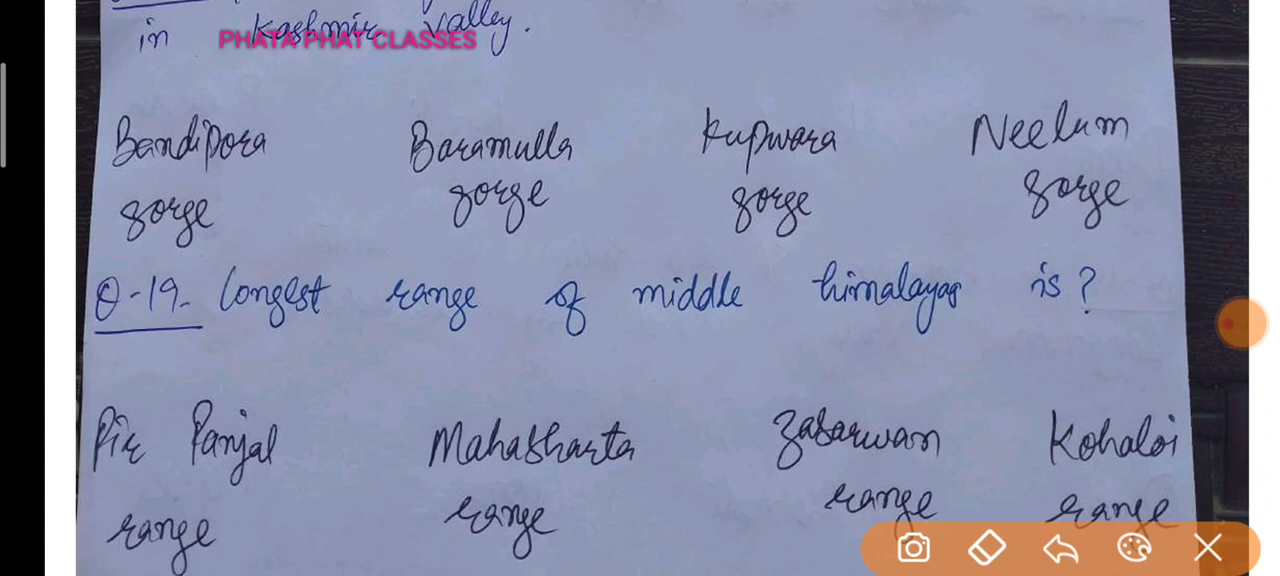 in Kashmir valley.
PHATA PHAT CLASSES
Bandipora Baramulla Kupwara Neelum
gorge gorge gorge gorge
Q-19- Longest range of middle himalayas is?
Pir Panjal Mahabharta Zabarwan Kohaloi
range range range range